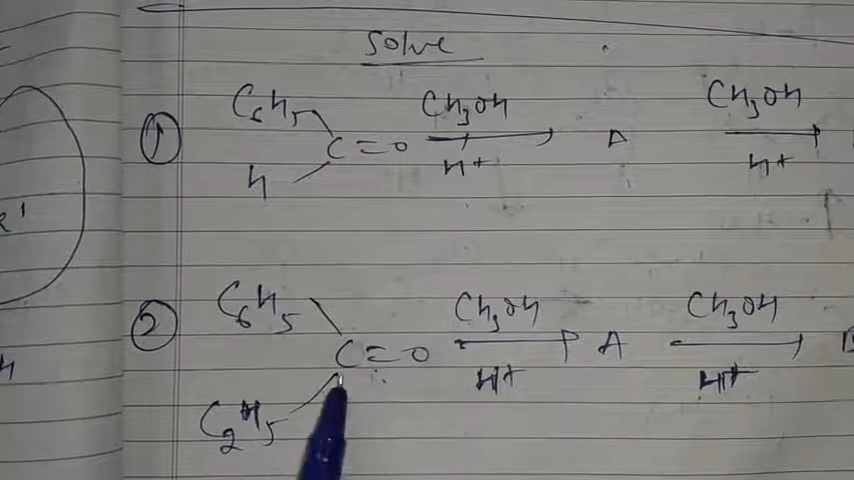 Solve
C6H5 CH3OH CH3OH
① C=O → A →
H H+ H+
R'
C6H5 CH3OH CH3OH
② C=O → A → B
H+ H+
H
C2H5